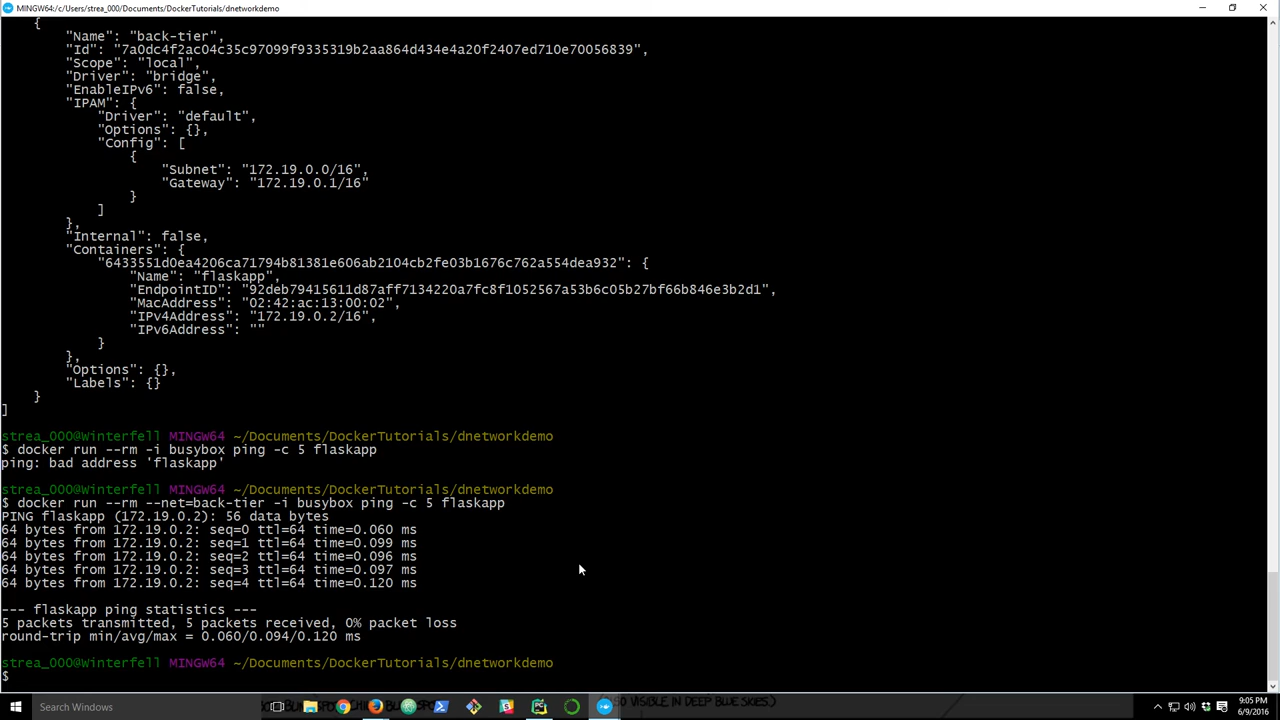 MINGW64:/c/Users/strea_000/Documents/DockerTutorials/dnetworkdemo
{
"Name": "back-tier",
"Id": "7a0dc4f2ac04c35c97099f9335319b2aa864d434e4a20f2407ed710e70056839",
"Scope": "local",
"Driver": "bridge",
"EnableIPv6": false,
"IPAM": {
"Driver": "default",
"Options": {},
"Config": [
{
"Subnet": "172.19.0.0/16",
"Gateway": "172.19.0.1/16"
}
]
},
"Internal": false,
"Containers": {
"6433551d0ea4206ca71794b81381e606ab2104cb2fe03b1676c762a554dea932": {
"Name": "flaskapp",
"EndpointID": "92deb79415611d87aff7134220a7fc8f1052567a53b6c05b27bf66b846e3b2d1",
"MacAddress": "02:42:ac:13:00:02",
"IPv4Address": "172.19.0.2/16",
"IPv6Address": ""
}
},
"Options": {},
"Labels": {}
}
]
strea_000@Winterfell MINGW64 ~/Documents/DockerTutorials/dnetworkdemo
$ docker run --rm -i busybox ping -c 5 flaskapp
ping: bad address 'flaskapp'
strea_000@Winterfell MINGW64 ~/Documents/DockerTutorials/dnetworkdemo
$ docker run --rm --net=back-tier -i busybox ping -c 5 flaskapp
PING flaskapp (172.19.0.2): 56 data bytes
64 bytes from 172.19.0.2: seq=0 ttl=64 time=0.060 ms
64 bytes from 172.19.0.2: seq=1 ttl=64 time=0.099 ms
64 bytes from 172.19.0.2: seq=2 ttl=64 time=0.096 ms
64 bytes from 172.19.0.2: seq=3 ttl=64 time=0.097 ms
64 bytes from 172.19.0.2: seq=4 ttl=64 time=0.120 ms
--- flaskapp ping statistics ---
5 packets transmitted, 5 packets received, 0% packet loss
round-trip min/avg/max = 0.060/0.094/0.120 ms
strea_000@Winterfell MINGW64 ~/Documents/DockerTutorials/dnetworkdemo
$
Search Windows
VISIBLE IN DEEP BLUE SKIES.)
9:05 PM
6/9/2016